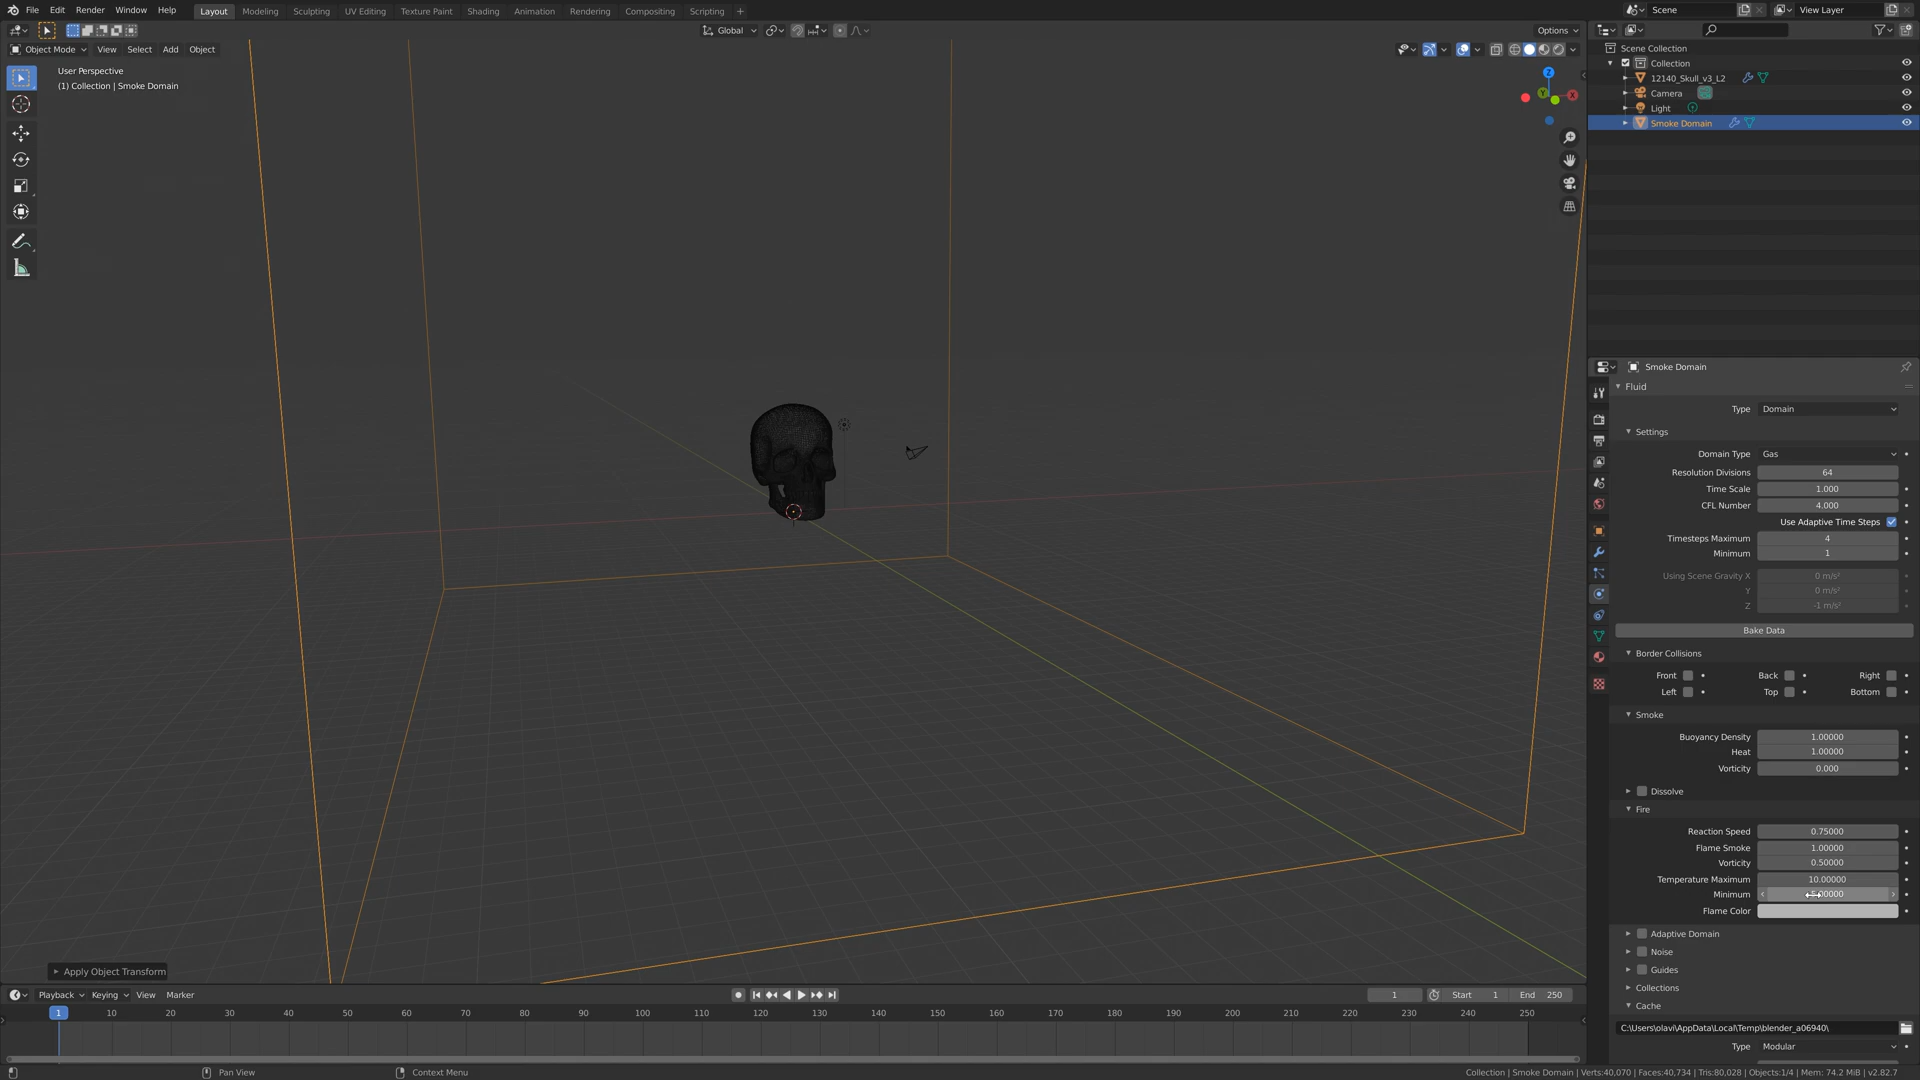 File Edit Render Window Help Layout Modeling Sculpting UV Editing Texture Paint Shading Animation Rendering Compositing Scripting + Scene View Layer
Global Options
Object Mode View Select Add Object
User Perspective
(1) Collection | Smoke Domain
Z
Y
X
Scene Collection
Collection
12140_Skull_v3_L2
Camera
Light
Smoke Domain
Smoke Domain
Fluid
Type Domain
Settings
Domain Type Gas
Resolution Divisions 64
Time Scale 1.000
CFL Number 4.000
Use Adaptive Time Steps
Timesteps Maximum 4
Minimum 1
Using Scene Gravity X 0 m/s²
Y 0 m/s²
Z -1 m/s²
Bake Data
Border Collisions
Front Back Right
Left Top Bottom
Smoke
Buoyancy Density 1.00000
Heat 1.00000
Vorticity 0.000
Dissolve
Fire
Reaction Speed 0.75000
Flame Smoke 1.00000
Vorticity 0.50000
Temperature Maximum 10.00000
Minimum
Flame Color
Adaptive Domain
Noise
Guides
Collections
Cache
C:\Users\olavi\AppData\Local\Temp\blender_a06940\
Type Modular
Apply Object Transform
Playback Keying View Marker 1 Start 1 End 250
1 10 20 30 40 50 60 70 80 90 100 110 120 130 140 150 160 170 180 190 200 210 220 230 240 250
Pan View Context Menu Collection | Smoke Domain | Verts:40,070 | Faces:40,734 | Tris:80,028 | Objects:1/4 | Mem: 74.2 MiB | v2.82.7